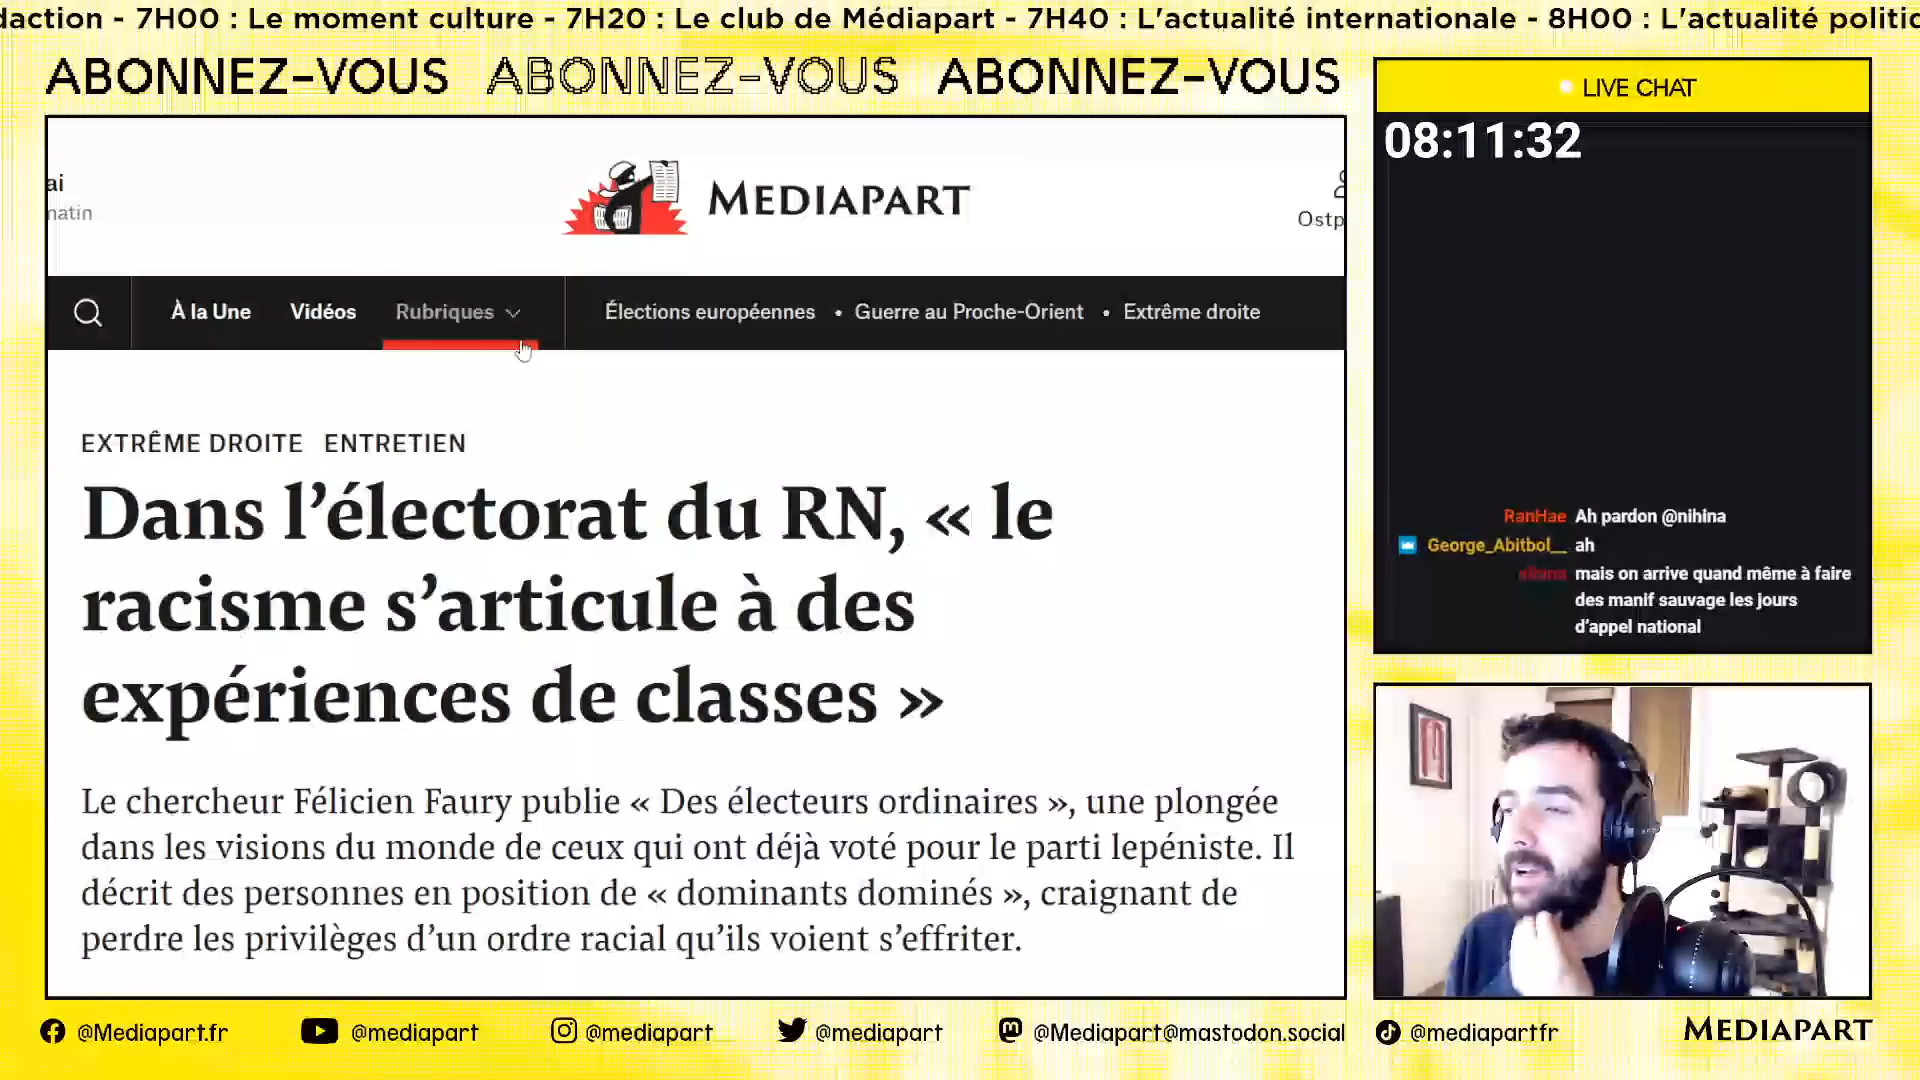 daction - 7H00 : Le moment culture - 7H20 : Le club de Médiapart - 7H40 : L'actualité internationale - 8H00 : L'actualité politic
ABONNEZ-VOUS ABONNEZ-VOUS ABONNEZ-VOUS
LIVE CHAT
08:11:32
ai
natin
MEDIAPART
Ostp
À la Une Vidéos Rubriques Élections européennes • Guerre au Proche-Orient • Extrême droite
EXTRÊME DROITE ENTRETIEN
Dans l’électorat du RN, « le
racisme s’articule à des
expériences de classes »
Le chercheur Félicien Faury publie « Des électeurs ordinaires », une plongée
dans les visions du monde de ceux qui ont déjà voté pour le parti lepéniste. Il
décrit des personnes en position de « dominants dominés », craignant de
perdre les privilèges d’un ordre racial qu’ils voient s’effriter.
RanHae Ah pardon @nihina
George_Abitbol__ ah
mais on arrive quand même à faire
des manif sauvage les jours
d’appel national
@Mediapart.fr @mediapart @mediapart @mediapart @Mediapart@mastodon.social @mediapartfr MEDIAPART